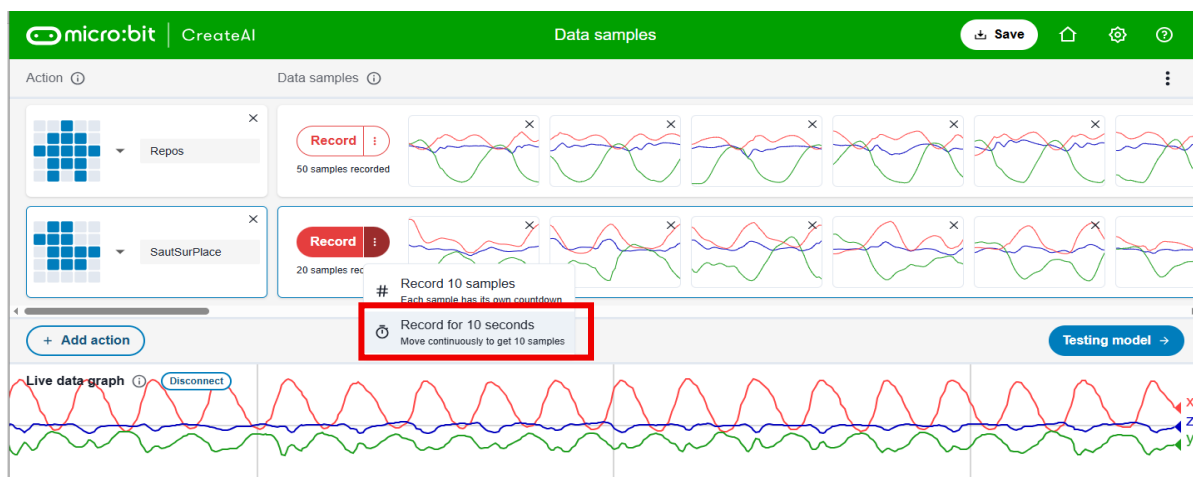 micro:bit CreateAI
Data samples
Save
Action
Data samples
Repos
Record
50 samples recorded
SautSurPlace
Record
20 samples rec
Record 10 samples
Each sample has its own countdown
Record for 10 seconds
Move continuously to get 10 samples
+ Add action
Testing model →
Live data graph
Disconnect
x
z
y